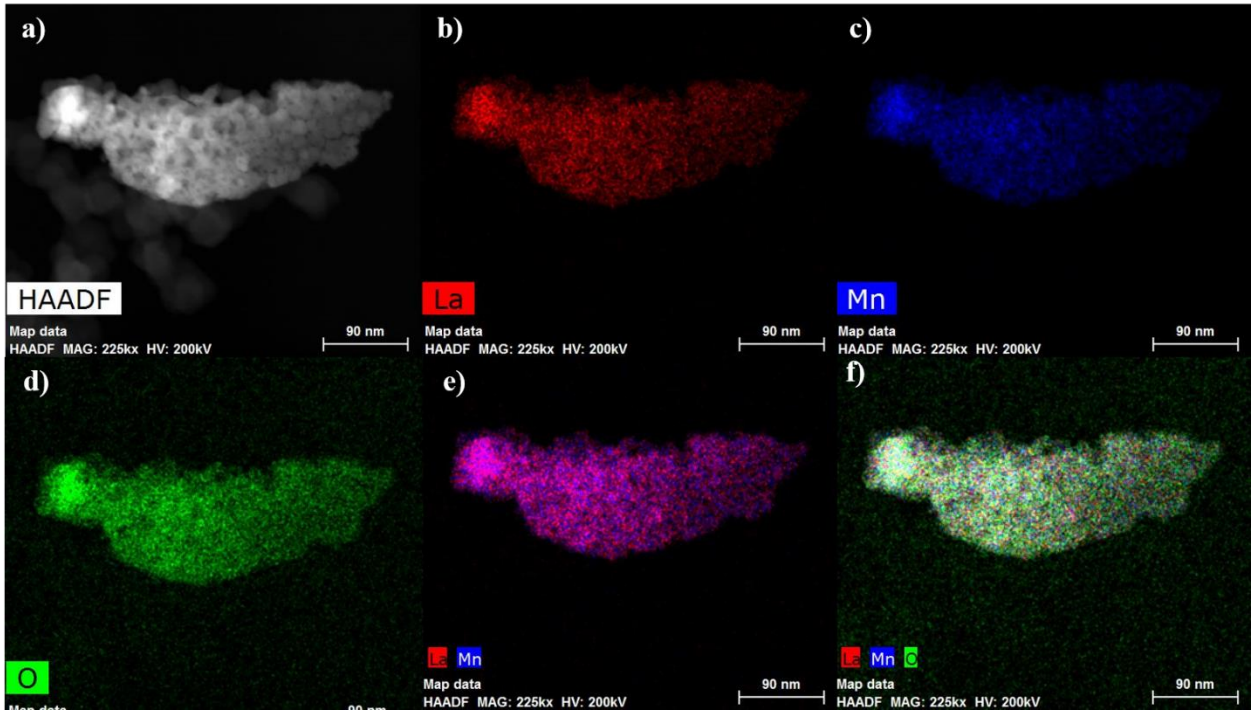 a)
HAADF
Map data
90 nm
HAADF MAG: 225kx HV: 200kV
b)
La
Map data
90 nm
HAADF MAG: 225kx HV: 200kV
c)
Mn
Map data
90 nm
HAADF MAG: 225kx HV: 200kV
d)
O
Map data
90 nm
e)
La Mn
Map data
90 nm
HAADF MAG: 225kx HV: 200kV
f)
La Mn O
Map data
90 nm
HAADF MAG: 225kx HV: 200kV